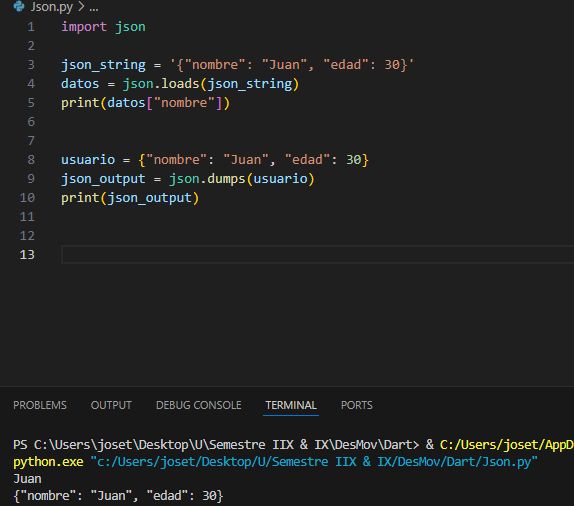 Json.py > ...
1 import json
2
3 json_string = '{"nombre": "Juan", "edad": 30}'
4 datos = json.loads(json_string)
5 print(datos["nombre"])
6
7
8 usuario = {"nombre": "Juan", "edad": 30}
9 json_output = json.dumps(usuario)
10 print(json_output)
11
12
13
PROBLEMS OUTPUT DEBUG CONSOLE TERMINAL PORTS
PS C:\Users\joset\Desktop\U\Semestre IIX & IX\DesMov\Dart> & C:/Users/joset/AppD
python.exe "c:/Users/joset/Desktop/U/Semestre IIX & IX/DesMov/Dart/Json.py"
Juan
{"nombre": "Juan", "edad": 30}